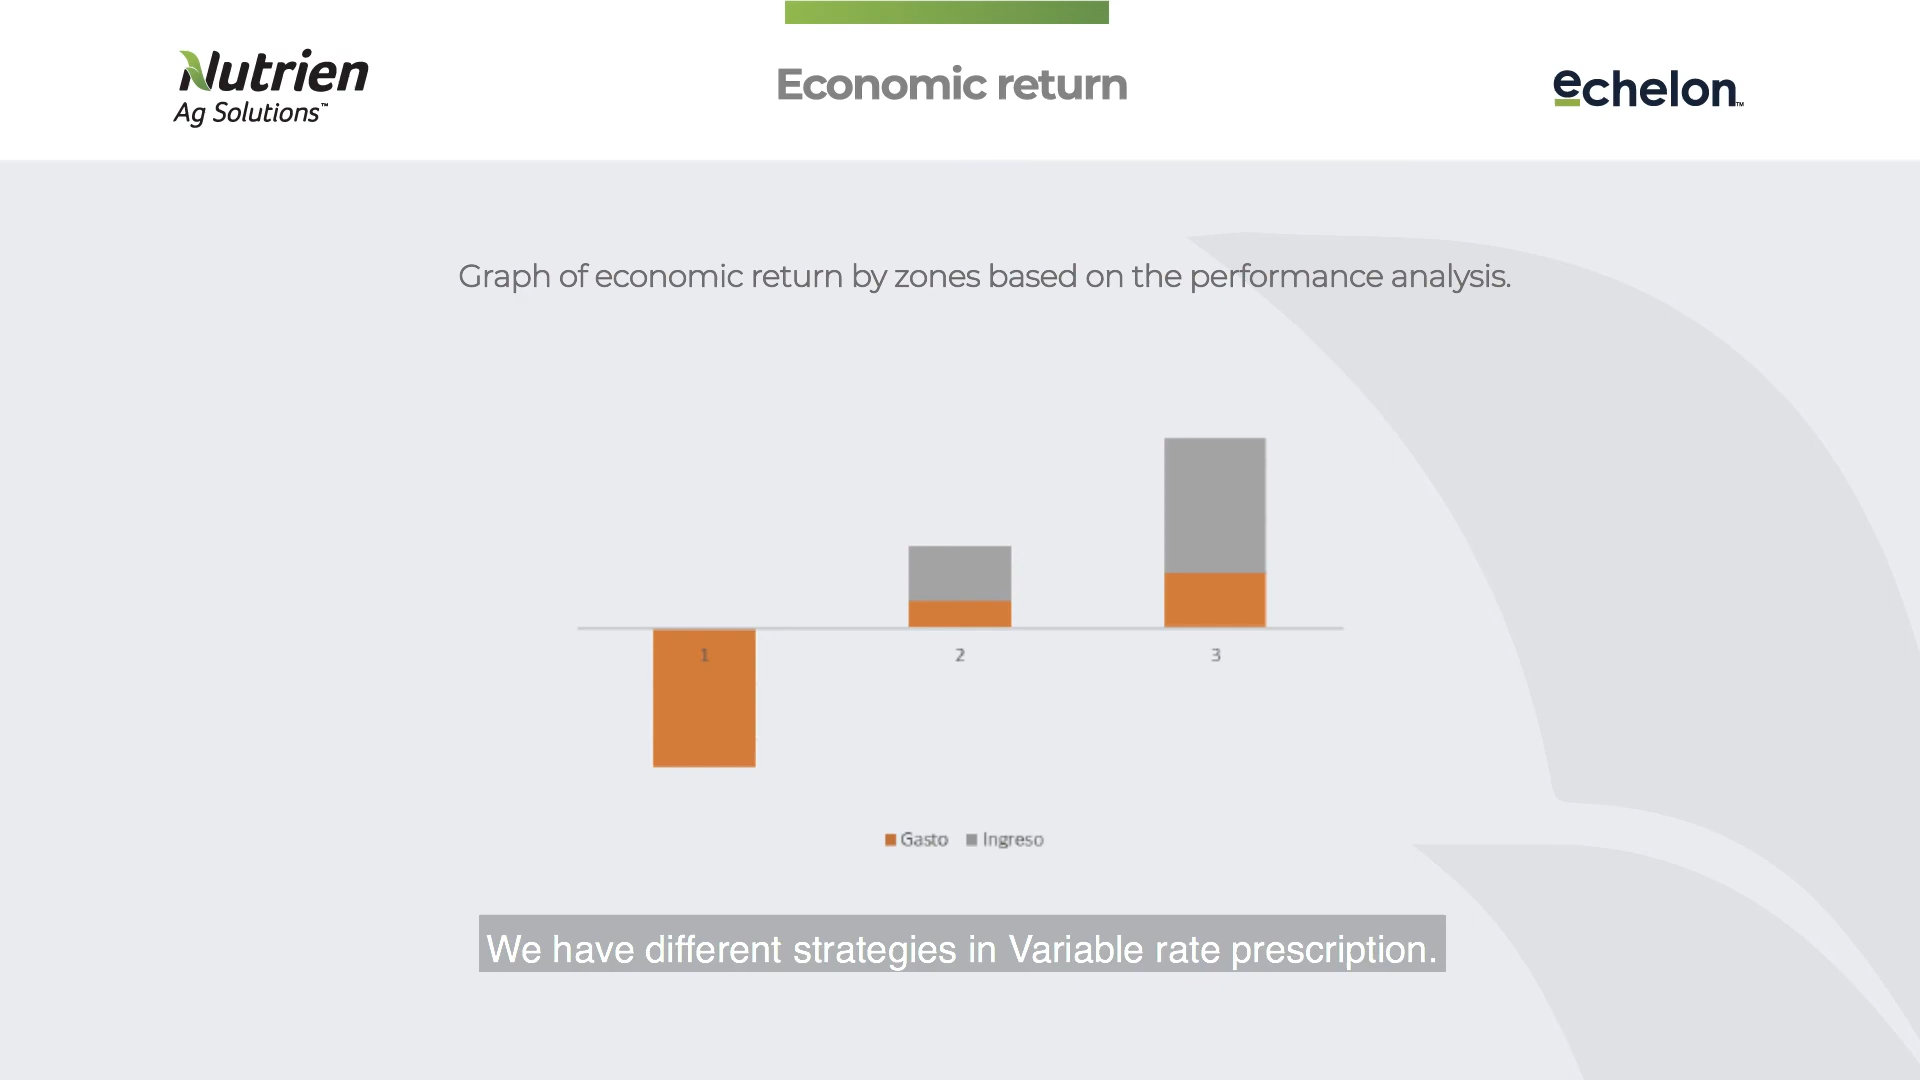 Nutrien
Ag Solutions™
Economic return
echelon™
Graph of economic return by zones based on the performance analysis.
1
2
3
Gasto
Ingreso
We have different strategies in Variable rate prescription.